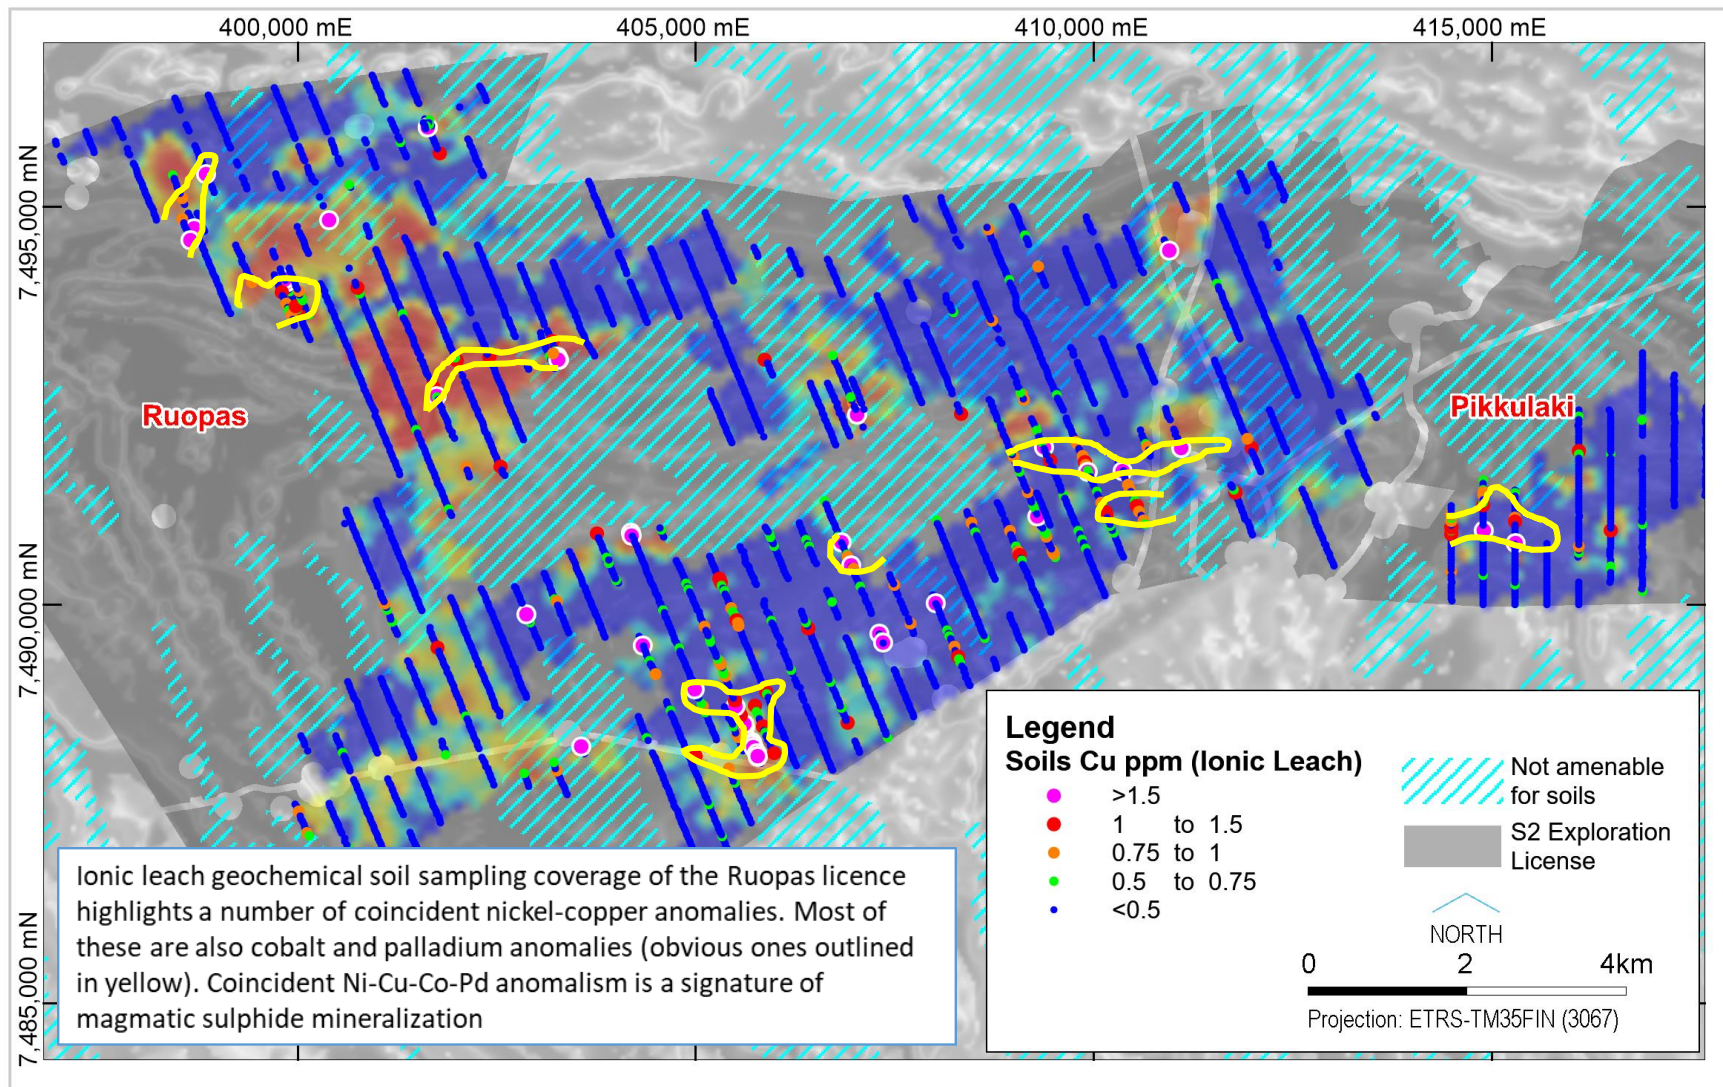 400,000 mE
405,000 mE
410,000 mE
415,000 mE
7,495,000 mN
7,490,000 mN
7,485,000 mN
Ruopas
Pikkulaki
Legend
Soils Cu ppm (Ionic Leach)
>1.5
1 to 1.5
0.75 to 1
0.5 to 0.75
<0.5
Not amenable
for soils
S2 Exploration
License
NORTH
0 2 4km
Projection: ETRS-TM35FIN (3067)
Ionic leach geochemical soil sampling coverage of the Ruopas licence
highlights a number of coincident nickel-copper anomalies. Most of
these are also cobalt and palladium anomalies (obvious ones outlined
in yellow). Coincident Ni-Cu-Co-Pd anomalism is a signature of
magmatic sulphide mineralization